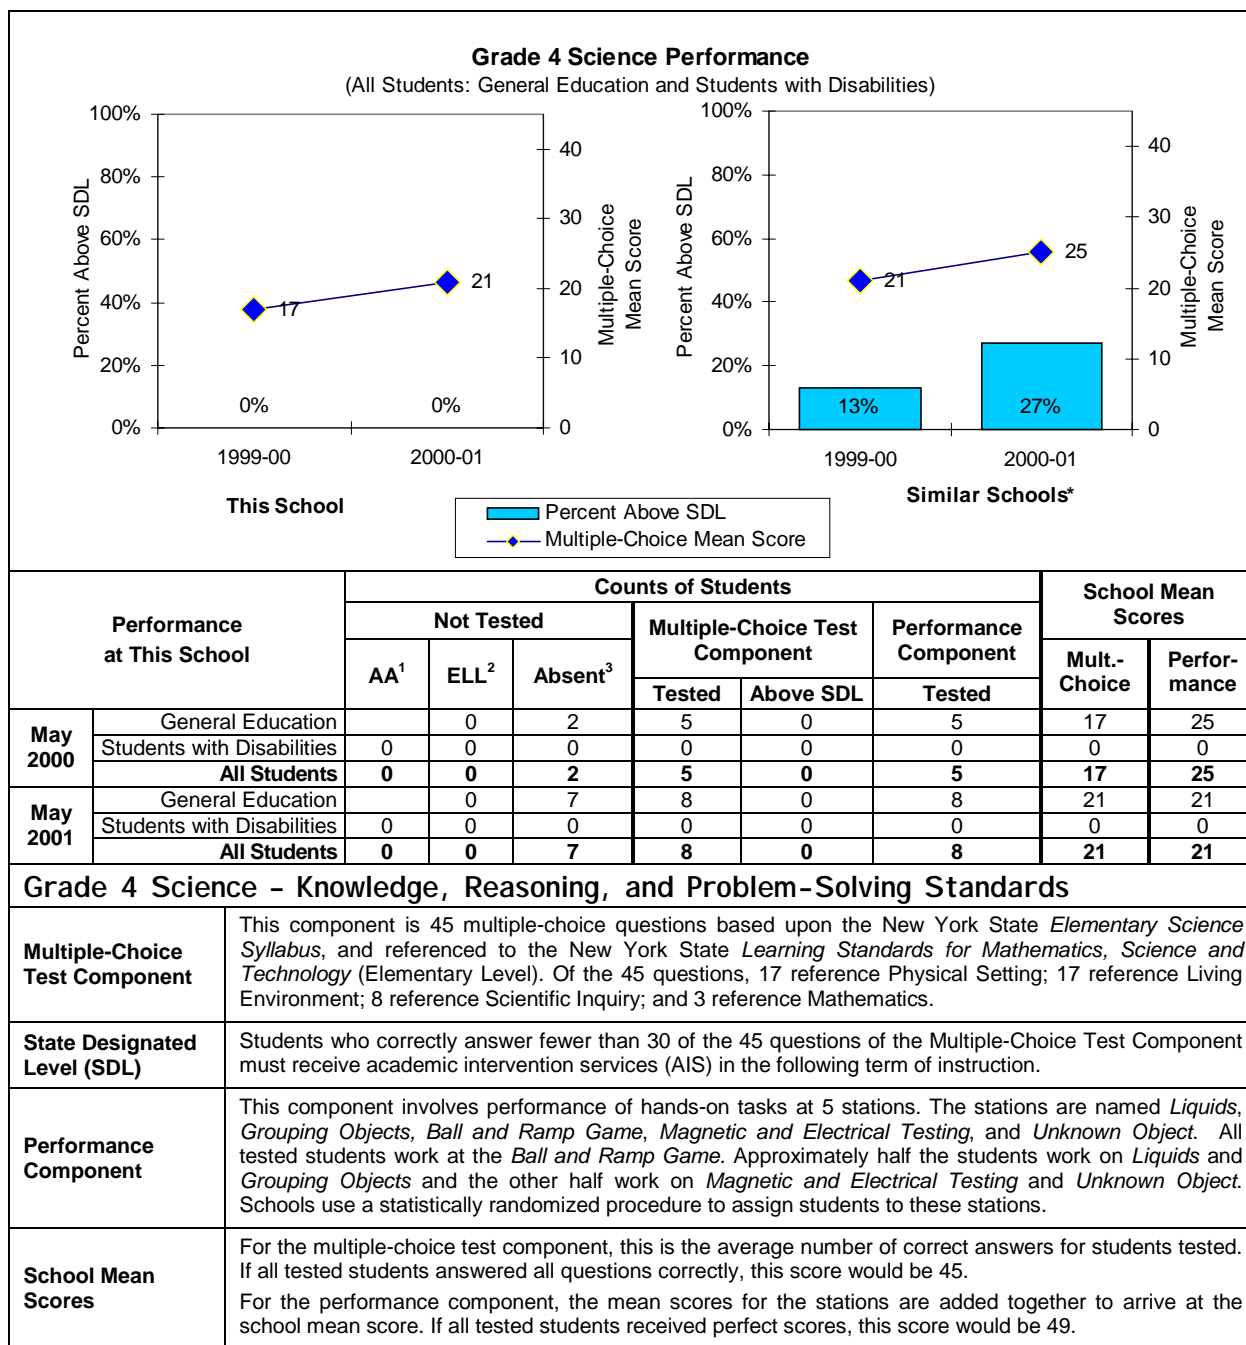 Grade 4 Science Performance
(All Students: General Education and Students with Disabilities)
100%
80%
60%
40%
20%
0%
Percent Above SDL
40
30
20
10
0
Multiple-Choice
Mean Score
17
21
0%
0%
1999-00
2000-01
This School
100%
80%
60%
40%
20%
0%
Percent Above SDL
40
30
20
10
0
Multiple-Choice
Mean Score
21
25
13%
27%
1999-00
2000-01
Similar Schools*
Percent Above SDL
Multiple-Choice Mean Score
Performance
at This School
Counts of Students
School Mean
Scores
Not Tested
Multiple-Choice Test
Component
Performance
Component
AA1 ELL2 Absent3
Tested Above SDL Tested
Mult.-
Choice
Perfor-
mance
May
2000
General Education 0 2 5 0 5 17 25
Students with Disabilities 0 0 0 0 0 0 0 0
All Students 0 0 2 5 0 5 17 25
May
2001
General Education 0 7 8 0 8 21 21
Students with Disabilities 0 0 0 0 0 0 0 0
All Students 0 0 7 8 0 8 21 21
Grade 4 Science – Knowledge, Reasoning, and Problem-Solving Standards
Multiple-Choice
Test Component
This component is 45 multiple-choice questions based upon the New York State Elementary Science
Syllabus, and referenced to the New York State Learning Standards for Mathematics, Science and
Technology (Elementary Level). Of the 45 questions, 17 reference Physical Setting; 17 reference Living
Environment; 8 reference Scientific Inquiry; and 3 reference Mathematics.
State Designated
Level (SDL)
Students who correctly answer fewer than 30 of the 45 questions of the Multiple-Choice Test Component
must receive academic intervention services (AIS) in the following term of instruction.
Performance
Component
This component involves performance of hands-on tasks at 5 stations. The stations are named Liquids,
Grouping Objects, Ball and Ramp Game, Magnetic and Electrical Testing, and Unknown Object. All
tested students work at the Ball and Ramp Game. Approximately half the students work on Liquids and
Grouping Objects and the other half work on Magnetic and Electrical Testing and Unknown Object.
Schools use a statistically randomized procedure to assign students to these stations.
School Mean
Scores
For the multiple-choice test component, this is the average number of correct answers for students tested.
If all tested students answered all questions correctly, this score would be 45.
For the performance component, the mean scores for the stations are added together to arrive at the
school mean score. If all tested students received perfect scores, this score would be 49.